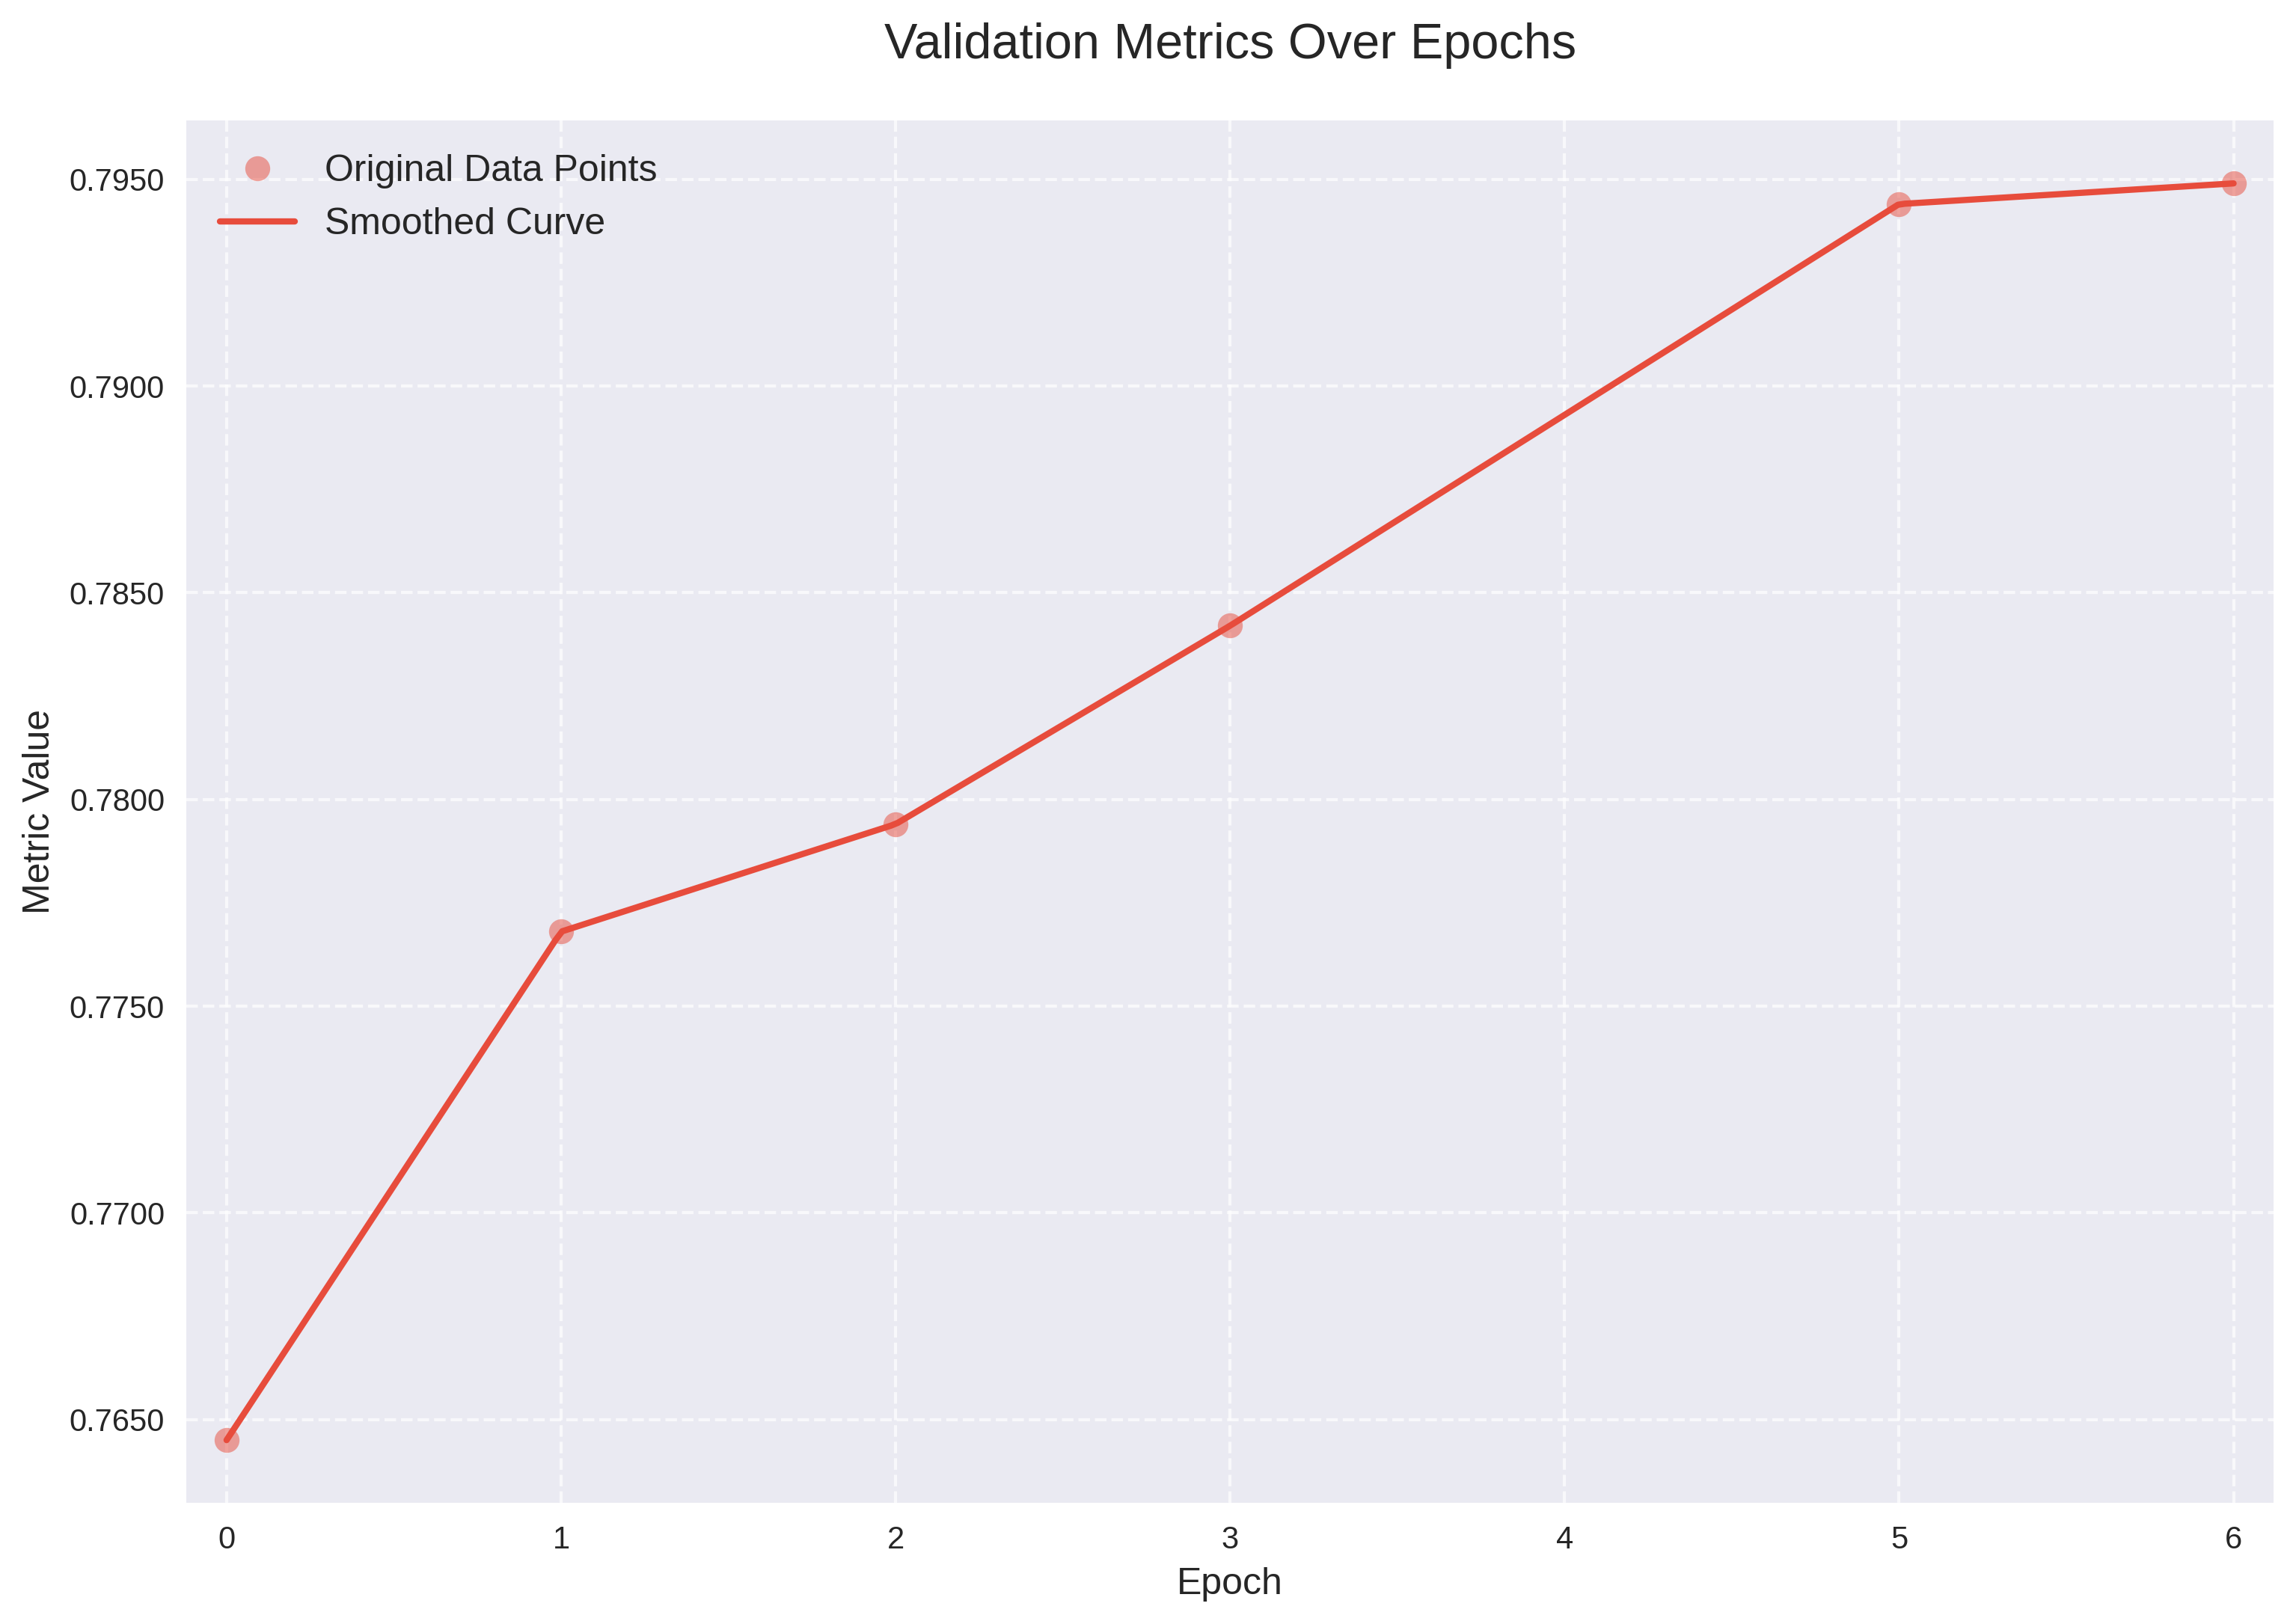 Validation Metrics Over Epochs
Original Data Points
Smoothed Curve
0.7950
0.7900
0.7850
0.7800
0.7750
0.7700
0.7650
Metric Value
0 1 2 3 4 5 6
Epoch